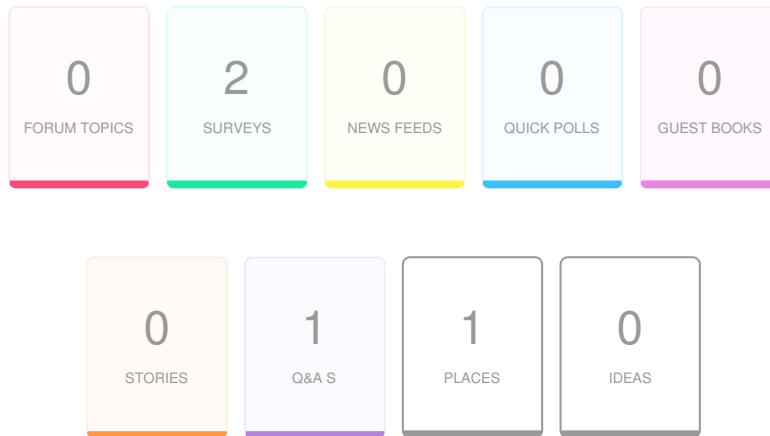 0 2 0 0 0
FORUM TOPICS SURVEYS NEWS FEEDS QUICK POLLS GUEST BOOKS
0 1 1 0
STORIES Q&A S PLACES IDEAS